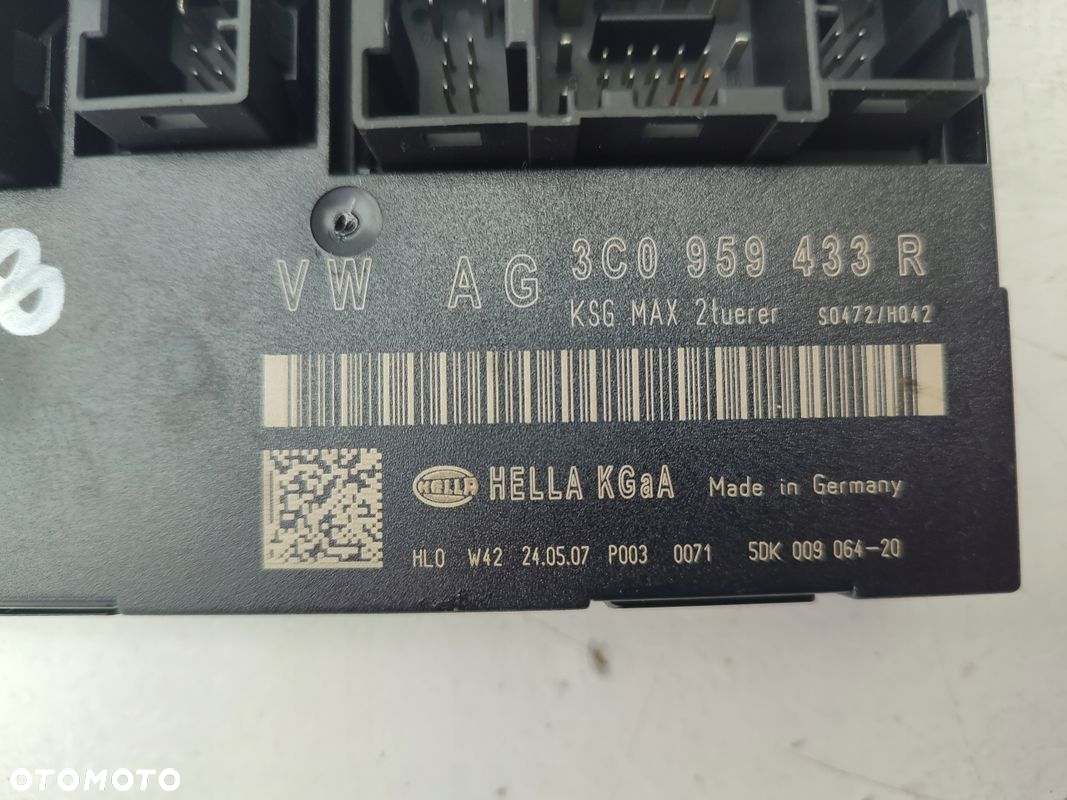 VW AG 3C0 959 433 R
KSG MAX 2tuerer S0472/H042
HELLA HELLA KGaA Made in Germany
HLO W42 24.05.07 P003 0071 5DK 009 064-20
OTOMOTO